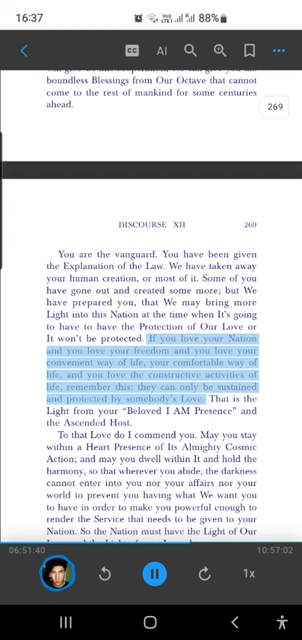 16:37
88%
CC
AI
boundless Blessings from Our Octave that cannot
come to the rest of mankind for some centuries
ahead.
269
DISCOURSE XII 269
You are the vanguard. You have been given
the Explanation of the Law. We have taken away
your human creation, or most of it. Some of you
have gone out and created some more; but We
have prepared you, that We may bring more
Light into this Nation at the time when It's going
to have to have the Protection of Our Love or
It won't be protected. If you love your Nation
and you love your freedom and you love your
convenient way of life, your comfortable way of
life, and you love the constructive activities of
life, remember this: they can only be sustained
and protected by somebody's Love. That is the
Light from your “Beloved I AM Presence” and
the Ascended Host.
To that Love do I commend you. May you stay
within a Heart Presence of Its Almighty Cosmic
Action; and may you dwell within It and hold the
harmony, so that wherever you abide, the darkness
cannot enter into you nor your affairs nor your
world to prevent you having what We want you
to have in order to make you powerful enough to
render the Service that needs to be given to your
Nation. So the Nation must have the Light of Our
06:51:40 10:57:02
1x